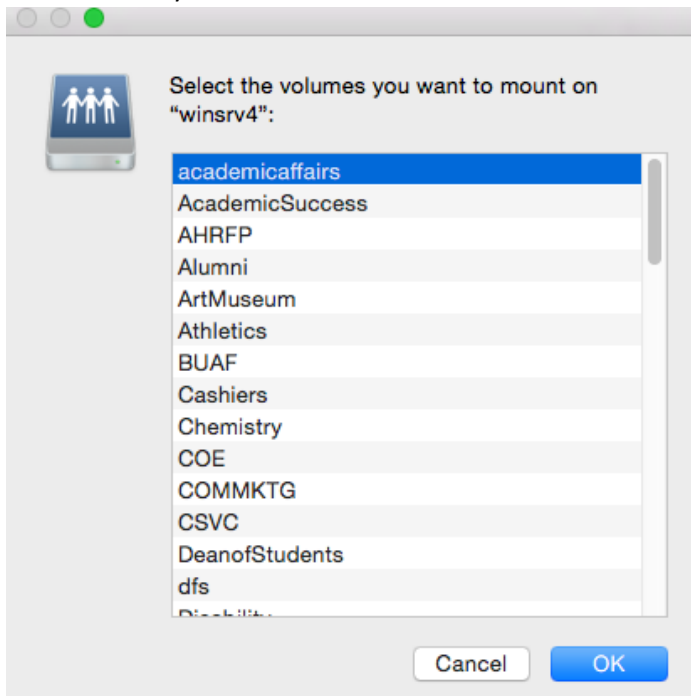 Select the volumes you want to mount on
“winsrv4”:
academicaffairs
AcademicSuccess
AHRFP
Alumni
ArtMuseum
Athletics
BUAF
Cashiers
Chemistry
COE
COMMKTG
CSVC
DeanofStudents
dfs
Cancel
OK